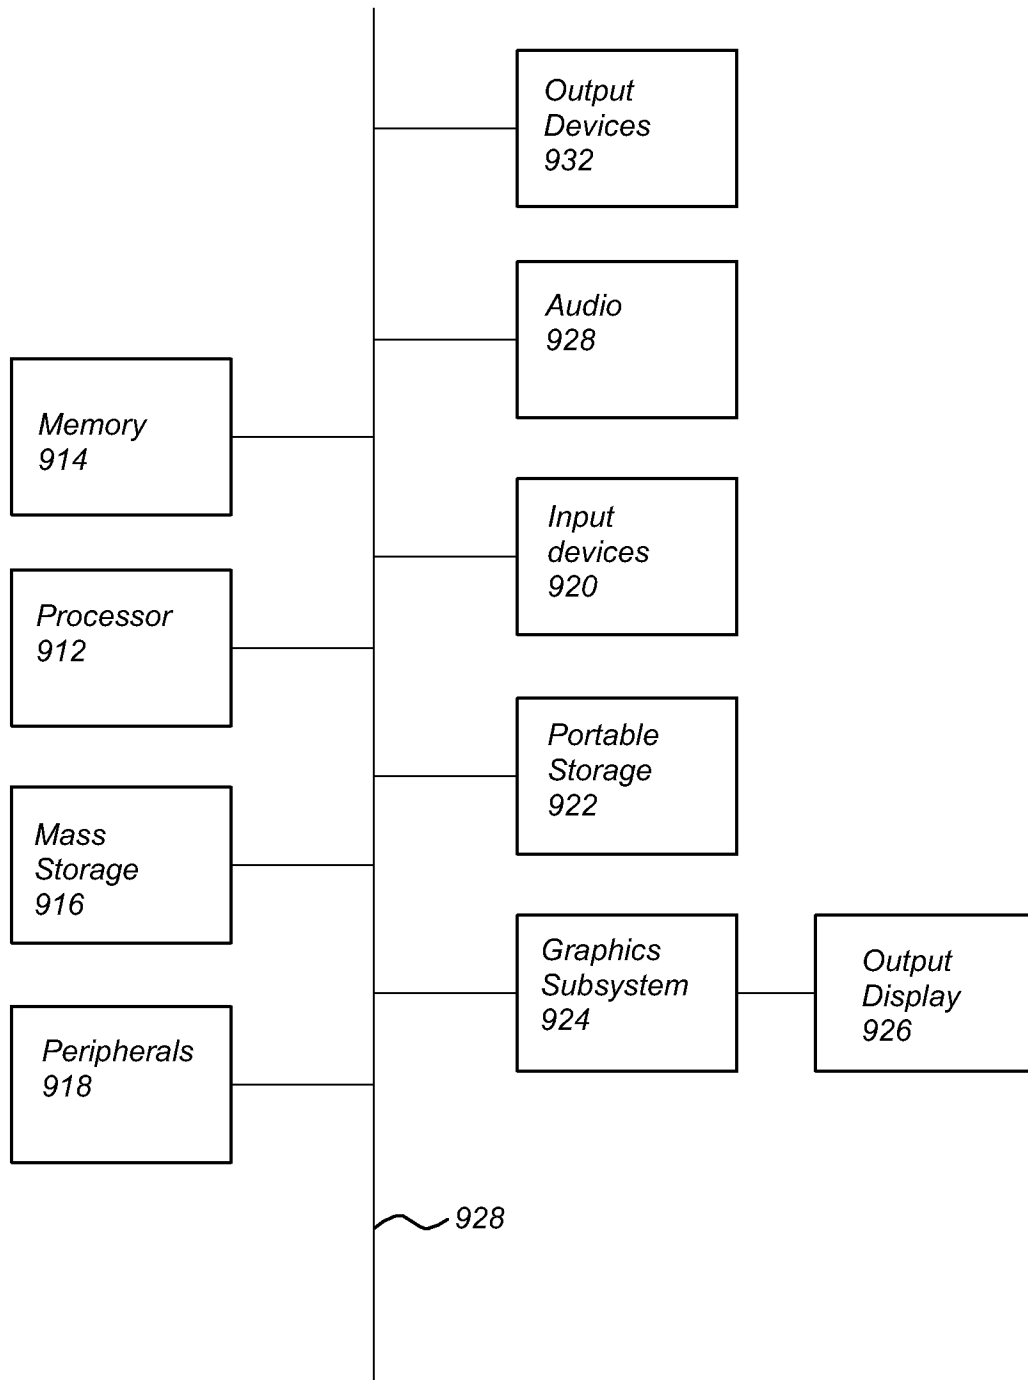 Output
Devices
932
Audio
928
Memory
914
Input
devices
920
Processor
912
Portable
Storage
922
Mass
Storage
916
Graphics
Subsystem
924
Output
Display
926
Peripherals
918
928